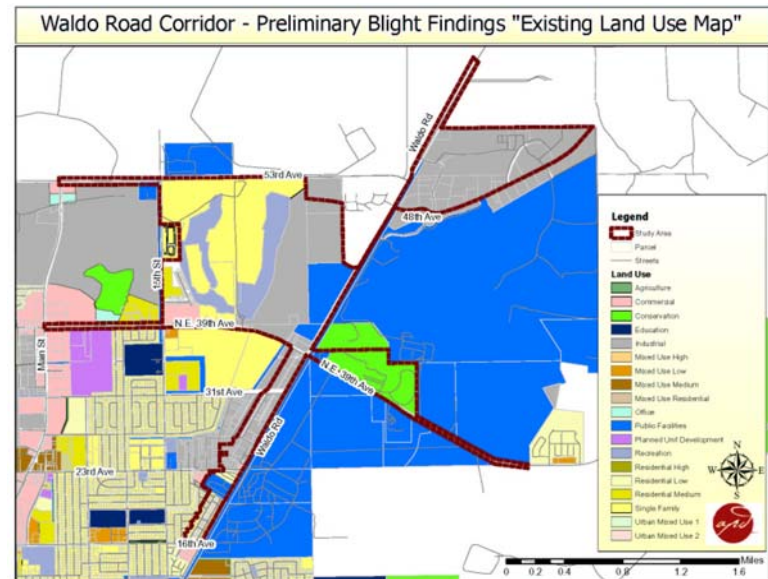 Waldo Road Corridor - Preliminary Blight Findings "Existing Land Use Map"
Waldo Rd
53rd Ave
48th Ave
15th St
N.E. 39th Ave
Main St
N.E. 39th Ave
31st Ave
Waldo Rd
23rd Ave
16th Ave
Legend
Study Area
Parcel
Streets
Land Use
Agriculture
Commercial
Conservation
Education
Industrial
Mixed Use High
Mixed Use Low
Mixed Use Medium
Mixed Use Residential
Office
Public Facilities
Planned Unit Development
Recreation
Residential High
Residential Low
Residential Medium
Single Family
Urban Mixed Use 1
Urban Mixed Use 2
N
W E
S
apd
Miles
0 0.2 0.4 0.8 1.2 1.6